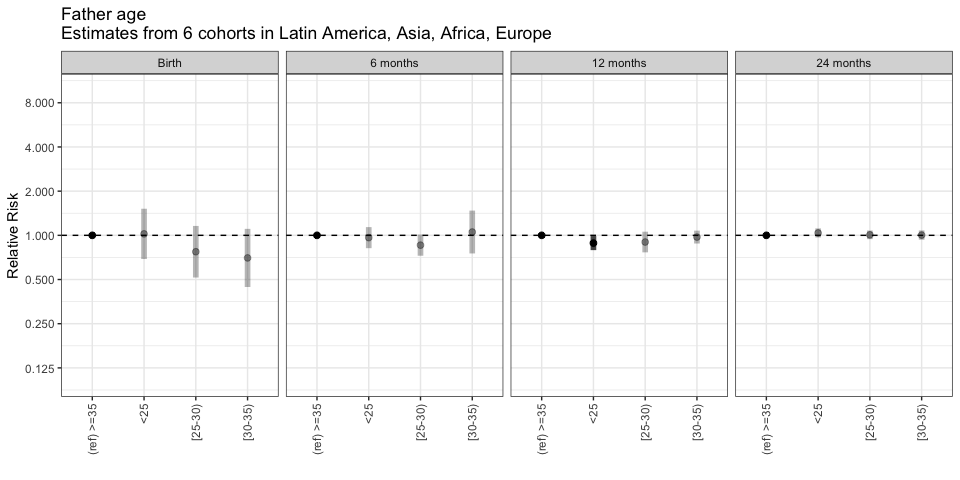 Father age
Estimates from 6 cohorts in Latin America, Asia, Africa, Europe
Birth
6 months
12 months
24 months
Relative Risk
8.000
4.000
2.000
1.000
0.500
0.250
0.125
(ref) >=35
<25
[25-30)
[30-35)
(ref) >=35
<25
[25-30)
[30-35)
(ref) >=35
<25
[25-30)
[30-35)
(ref) >=35
<25
[25-30)
[30-35)